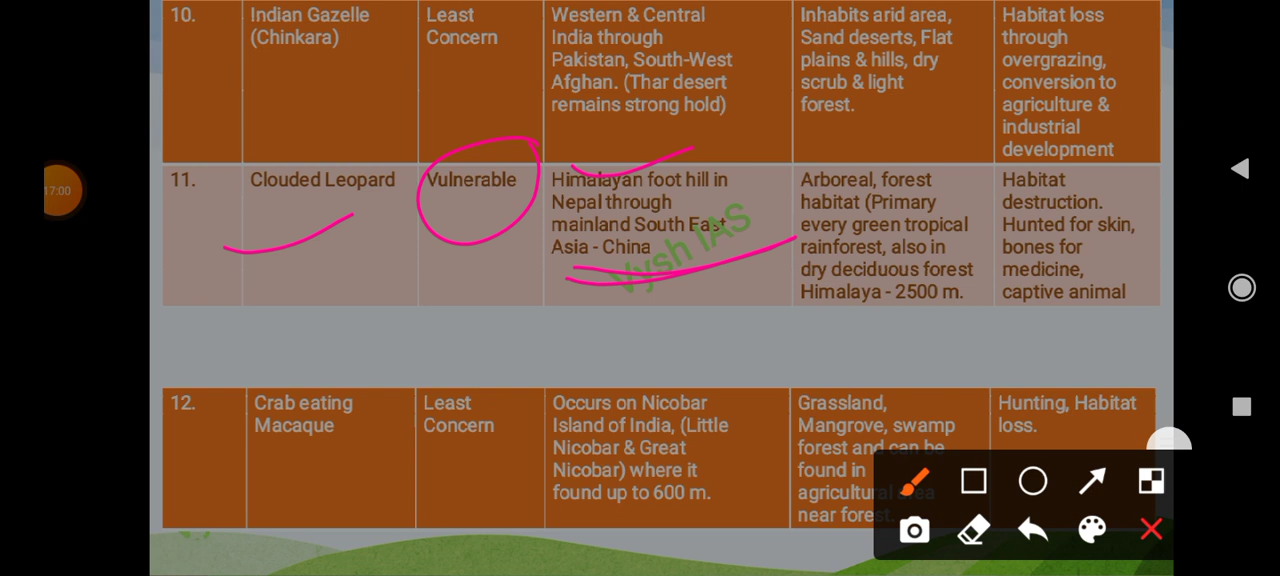 10.
Indian Gazelle
(Chinkara)
Least
Concern
Western & Central
India through
Pakistan, South-West
Afghan. (Thar desert
remains strong hold)
Inhabits arid area,
Sand deserts, Flat
plains & hills, dry
scrub & light
forest.
Habitat loss
through
overgrazing,
conversion to
agriculture &
industrial
development
17:00
11.
Clouded Leopard
Vulnerable
Himalayan foot hill in
Nepal through
mainland South East
Asia - China
Arboreal, forest
habitat (Primary
every green tropical
rainforest, also in
dry deciduous forest
Himalaya - 2500 m.
Habitat
destruction.
Hunted for skin,
bones for
medicine,
captive animal
Vysh IAS
12.
Crab eating
Macaque
Least
Concern
Occurs on Nicobar
Island of India, (Little
Nicobar & Great
Nicobar) where it
found up to 600 m.
Grassland,
Mangrove, swamp
forest and can be
found in
agricultural area
near forest.
Hunting, Habitat
loss.